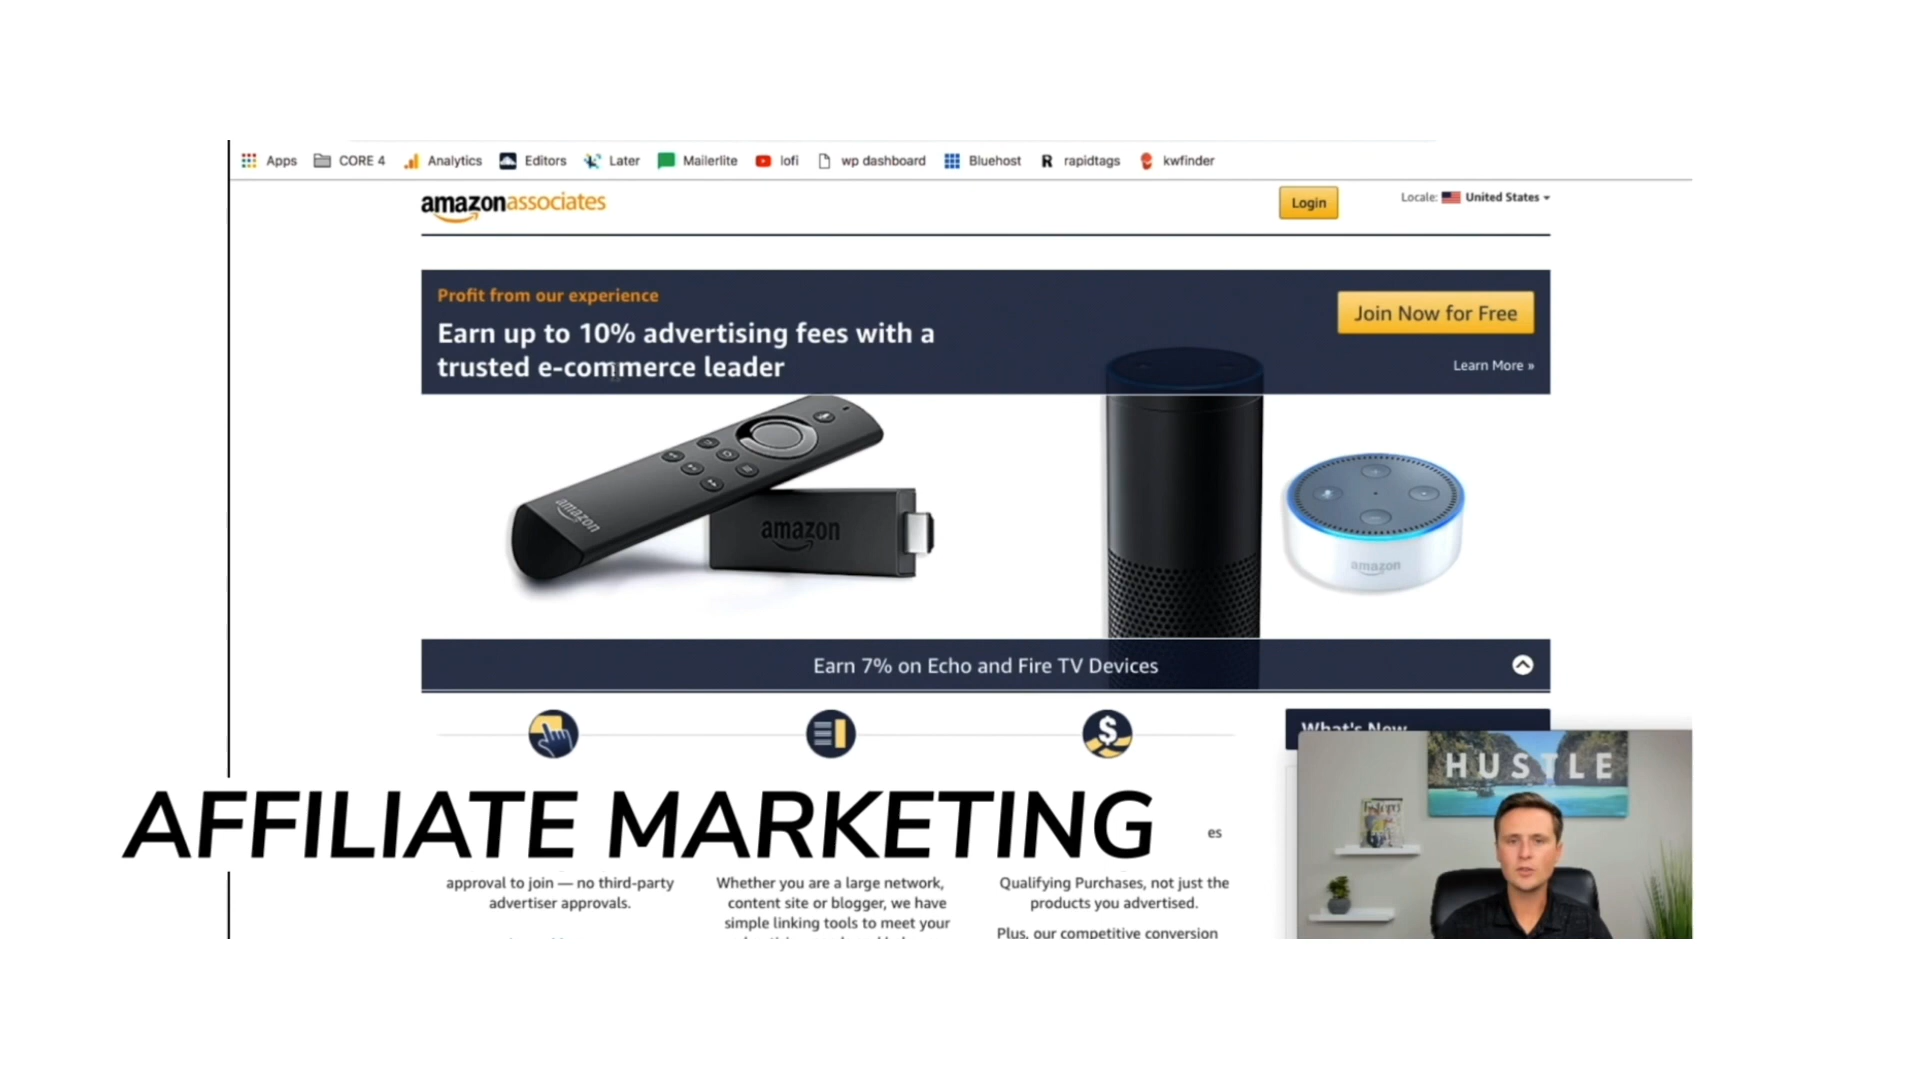 Apps CORE 4 Analytics Editors Later Mailerlite lofi wp dashboard Bluehost rapidtags kwfinder
amazonassociates
Login
Locale: United States
Profit from our experience
Earn up to 10% advertising fees with a
trusted e-commerce leader
Join Now for Free
Learn More »
amazon
amazon
amazon
Earn 7% on Echo and Fire TV Devices
What's New
HUSTLE
AFFILIATE MARKETING
es
approval to join — no third-party
advertiser approvals.
Whether you are a large network,
content site or blogger, we have
simple linking tools to meet your
Qualifying Purchases, not just the
products you advertised.
Plus, our competitive conversion